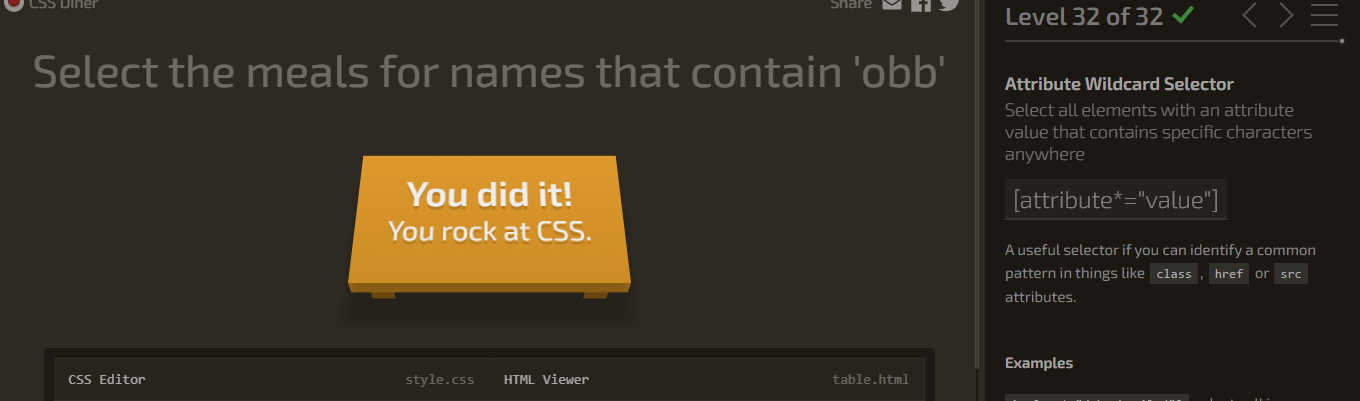 CSS Diner
Share
Level 32 of 32
Select the meals for names that contain 'obb'
You did it!
You rock at CSS.
CSS Editor
style.css
HTML Viewer
table.html
Attribute Wildcard Selector
Select all elements with an attribute
value that contains specific characters
anywhere
[attribute*="value"]
A useful selector if you can identify a common
pattern in things like class, href or src
attributes.
Examples